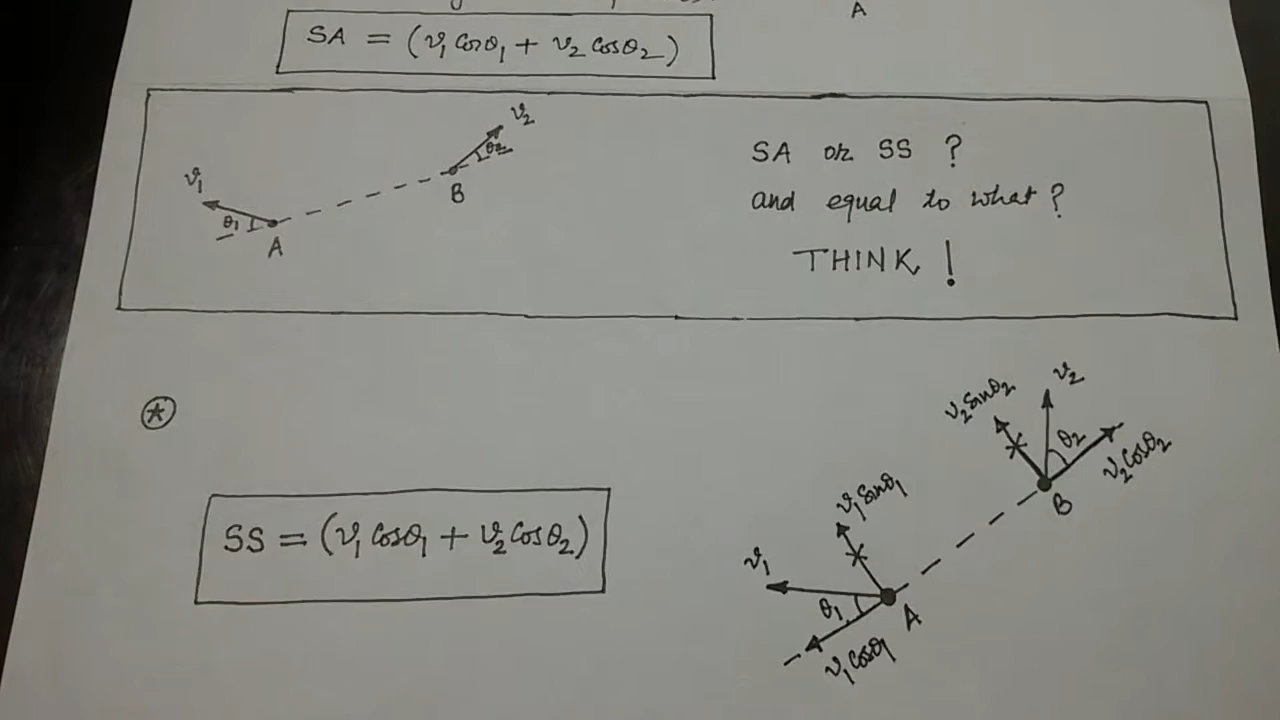 A
SA = (v₁ Cosθ₁ + v₂ Cosθ₂)
v₁
θ₁
A
v₂
θ₂
B
SA or SS ?
and equal to what?
THINK !
*
SS = (v₁ Cosθ₁ + v₂ Cosθ₂)
v₂ Sinθ₂
v₂
θ₂
v₂ Cosθ₂
B
v₁ Sinθ₁
v₁
θ₁
A
v₁ Cosθ₁